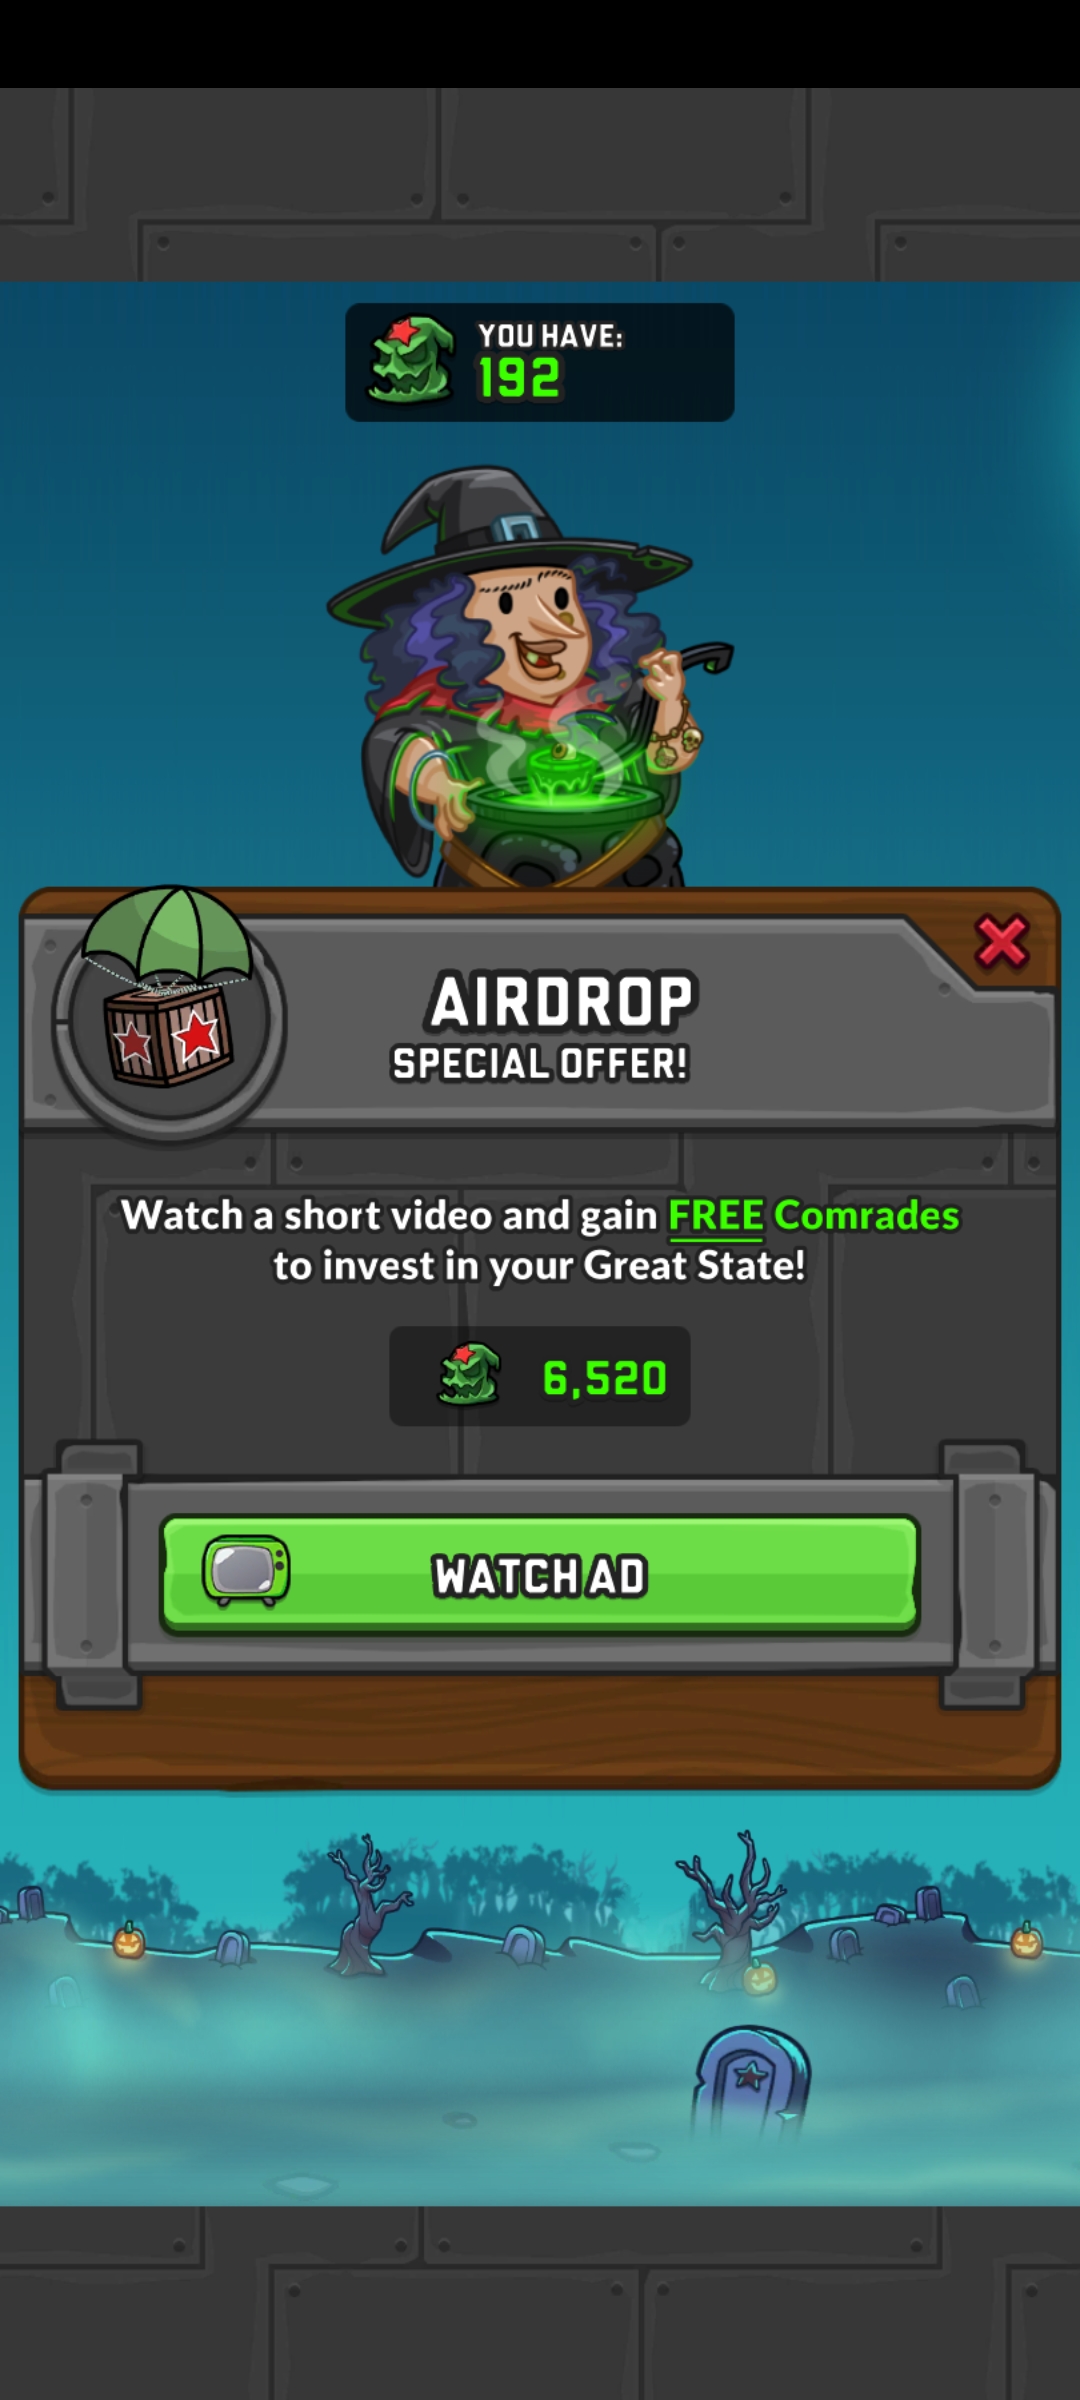 YOU HAVE:
192
AIRDROP
SPECIAL OFFER!
Watch a short video and gain FREE Comrades
to invest in your Great State!
6,520
WATCH AD